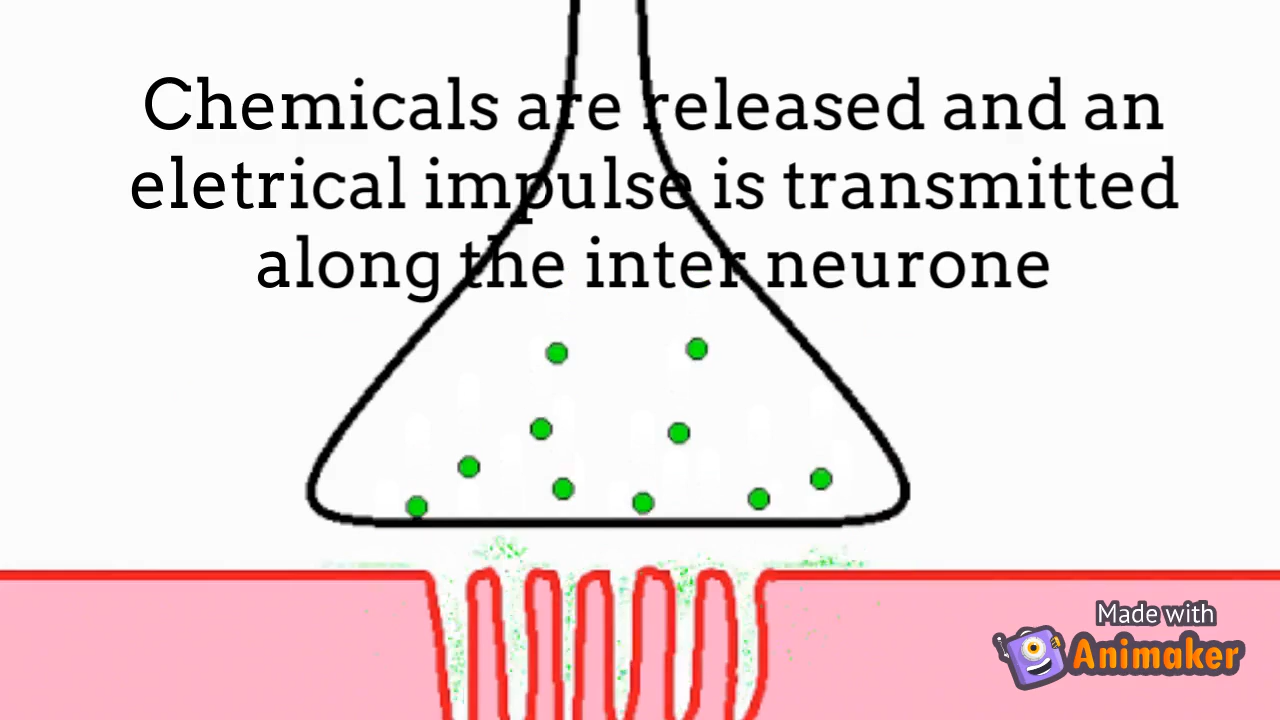 Chemicals are released and an
eletrical impulse is transmitted
along the inter neurone
Made with
Animaker